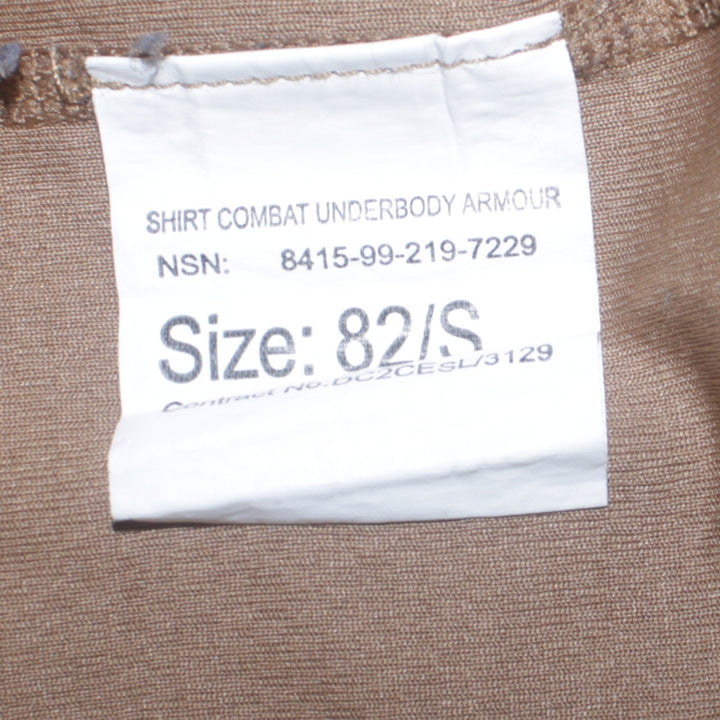 SHIRT COMBAT UNDERBODY ARMOUR
NSN: 8415-99-219-7229
Size: 82/S
Contract No.DC2CESL/3129